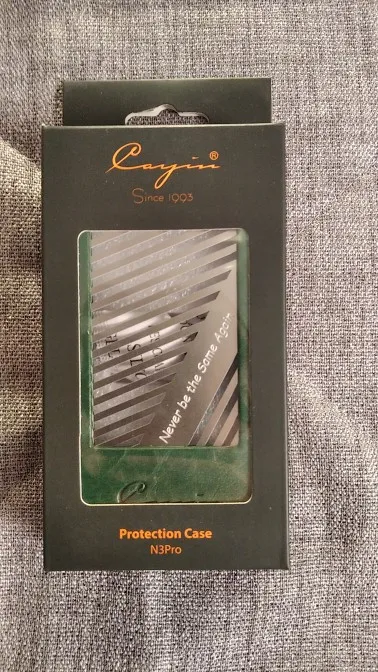 Cayin®
Since 1993
Never be the Same Again
Protection Case
N3Pro